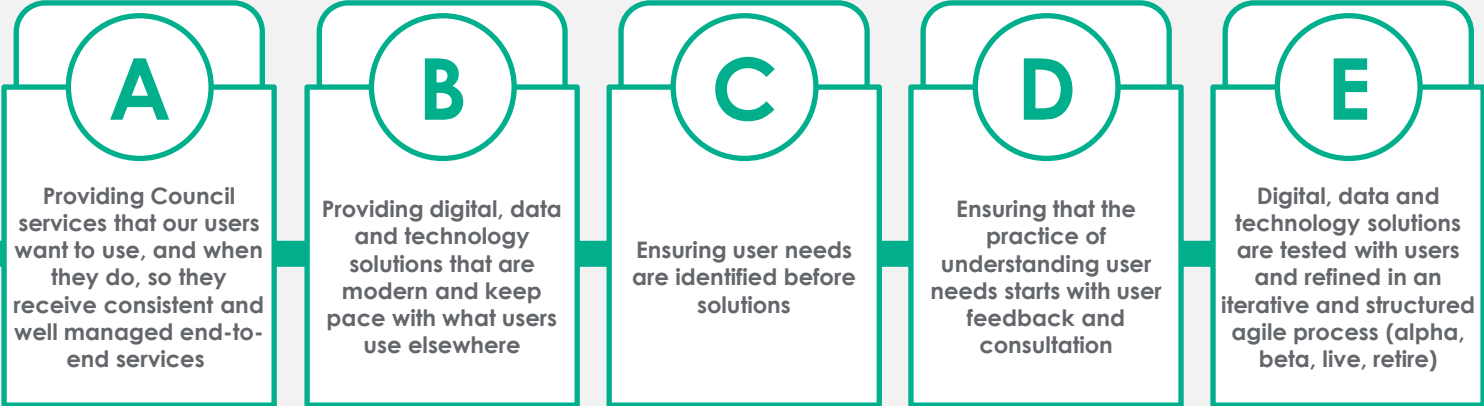 A
Providing Council
services that our users
want to use, and when
they do, so they
receive consistent and
well managed end-to-
end services
B
Providing digital, data
and technology
solutions that are
modern and keep
pace with what users
use elsewhere
C
Ensuring user needs
are identified before
solutions
D
Ensuring that the
practice of
understanding user
needs starts with user
feedback and
consultation
E
Digital, data and
technology solutions
are tested with users
and refined in an
iterative and structured
agile process (alpha,
beta, live, retire)